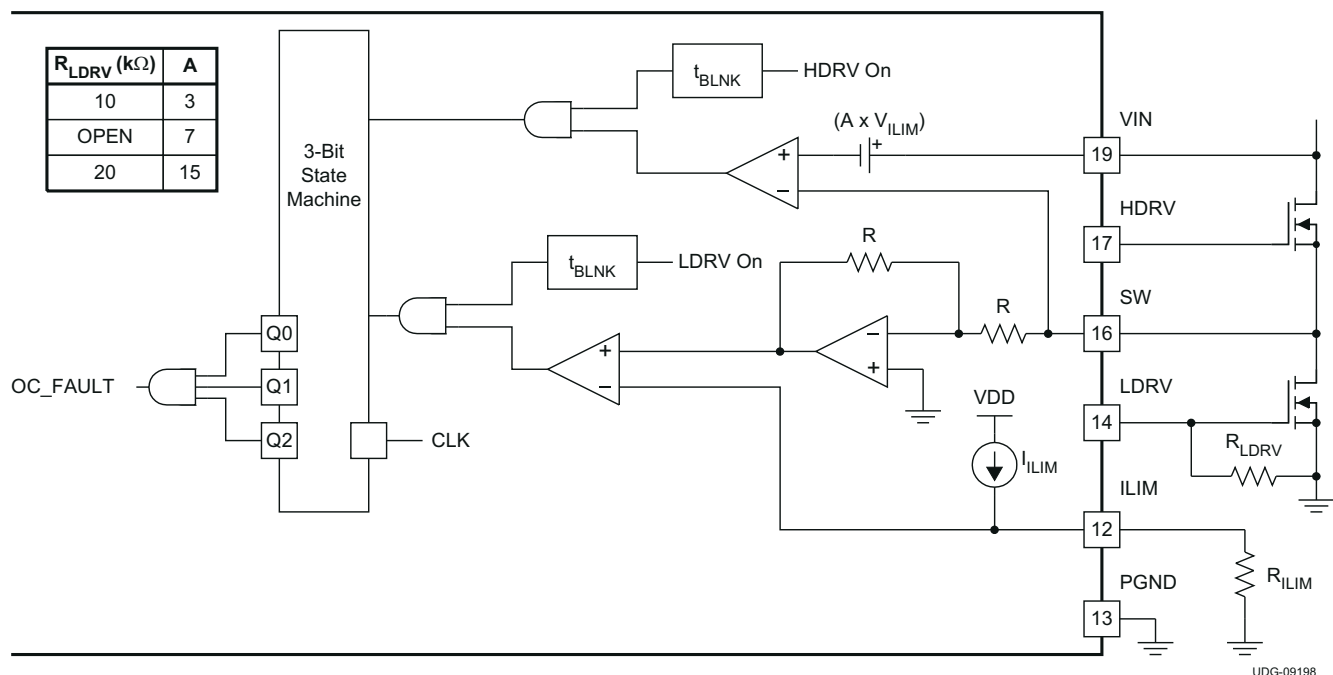 R_LDRV (kΩ) A
10 3
OPEN 7
20 15
3-Bit
State
Machine
t_BLNK
HDRV On
(A x V_ILIM)
+
+
−
VIN
19
HDRV
17
t_BLNK
LDRV On
R
R
SW
16
Q0
Q1
Q2
OC_FAULT
CLK
+
−
−
+
VDD
I_ILIM
LDRV
14
R_LDRV
ILIM
12
R_ILIM
PGND
13
UDG-09198